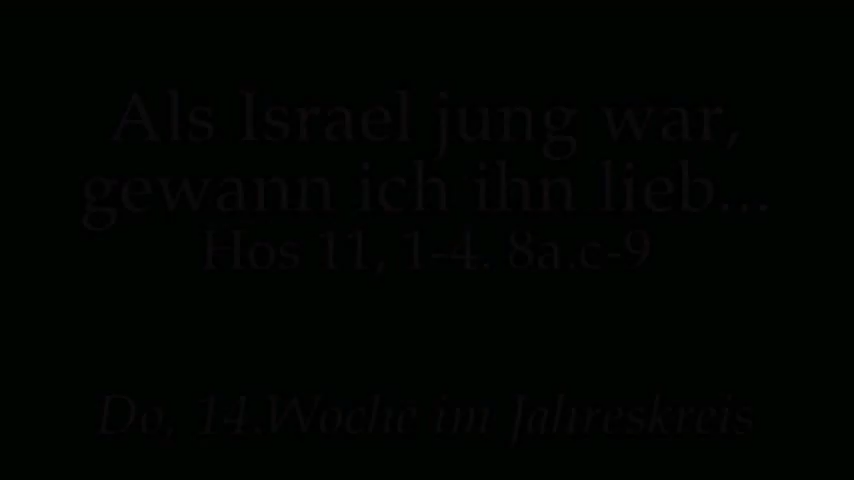 Als Israel jung war,
gewann ich ihn lieb...
Hos 11, 1-4. 8a.c-9
Do, 14.Woche im Jahreskreis